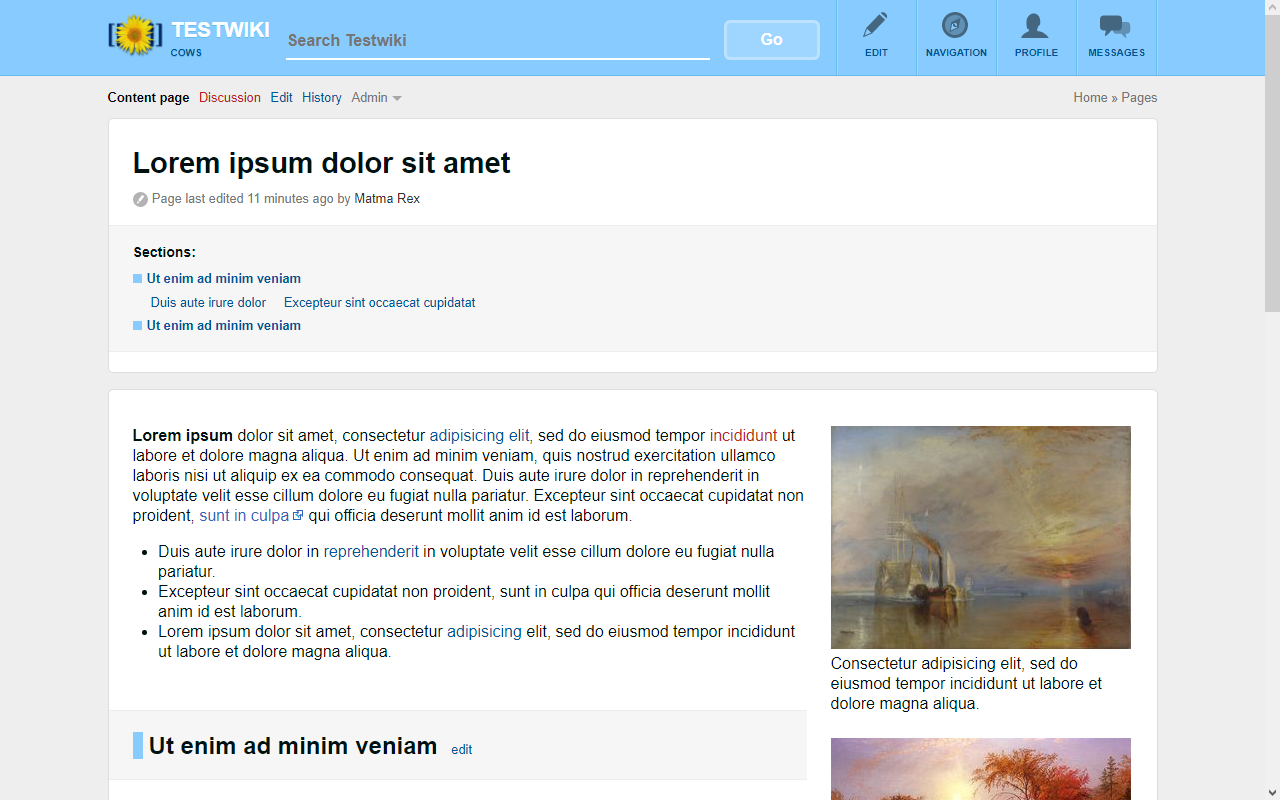 TESTWIKI
COWS
Search Testwiki
Go
EDIT
NAVIGATION
PROFILE
MESSAGES
Content page Discussion Edit History Admin
Home » Pages
Lorem ipsum dolor sit amet
Page last edited 11 minutes ago by Matma Rex
Sections:
Ut enim ad minim veniam
Duis aute irure dolor Excepteur sint occaecat cupidatat
Ut enim ad minim veniam
Lorem ipsum dolor sit amet, consectetur adipisicing elit, sed do eiusmod tempor incididunt ut
labore et dolore magna aliqua. Ut enim ad minim veniam, quis nostrud exercitation ullamco
laboris nisi ut aliquip ex ea commodo consequat. Duis aute irure dolor in reprehenderit in
voluptate velit esse cillum dolore eu fugiat nulla pariatur. Excepteur sint occaecat cupidatat non
proident, sunt in culpa qui officia deserunt mollit anim id est laborum.
Duis aute irure dolor in reprehenderit in voluptate velit esse cillum dolore eu fugiat nulla
pariatur.
Excepteur sint occaecat cupidatat non proident, sunt in culpa qui officia deserunt mollit
anim id est laborum.
Lorem ipsum dolor sit amet, consectetur adipisicing elit, sed do eiusmod tempor incididunt
ut labore et dolore magna aliqua.
Consectetur adipisicing elit, sed do
eiusmod tempor incididunt ut labore et
dolore magna aliqua.
Ut enim ad minim veniam edit